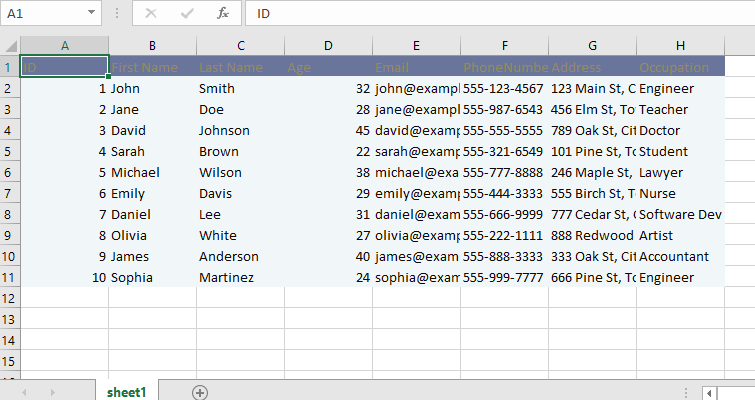 A1 fx ID
A B C D E F G H
1 ID First Name Last Name Age Email PhoneNumbe Address Occupation
2 1 John Smith 32 john@exampl 555-123-4567 123 Main St, C Engineer
3 2 Jane Doe 28 jane@exampl 555-987-6543 456 Elm St, To Teacher
4 3 David Johnson 45 david@exam 555-555-5555 789 Oak St, Cit Doctor
5 4 Sarah Brown 22 sarah@exam 555-321-6549 101 Pine St, To Student
6 5 Michael Wilson 38 michael@exa 555-777-8888 246 Maple St, Lawyer
7 6 Emily Davis 29 emily@exam 555-444-3333 555 Birch St, T Nurse
8 7 Daniel Lee 31 daniel@exam 555-666-9999 777 Cedar St, Software Dev
9 8 Olivia White 27 olivia@exam 555-222-1111 888 Redwood Artist
10 9 James Anderson 40 james@exam 555-888-3333 333 Oak St, Cit Accountant
11 10 Sophia Martinez 24 sophia@exam 555-999-7777 666 Pine St, To Engineer
12
13
14
15
sheet1